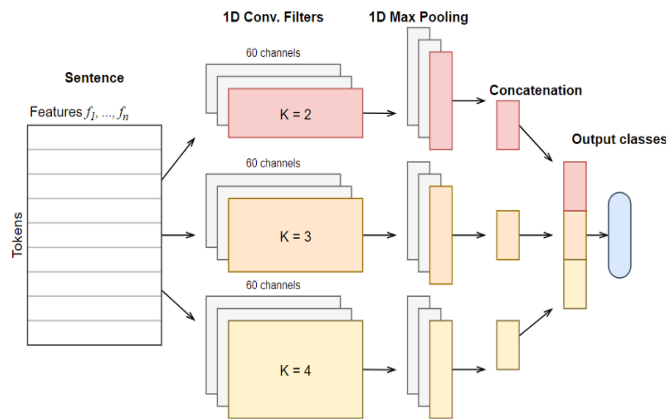 1D Conv. Filters
1D Max Pooling
60 channels
Sentence
Features f1, ..., fn
K = 2
Concatenation
Output classes
60 channels
Tokens
K = 3
60 channels
K = 4